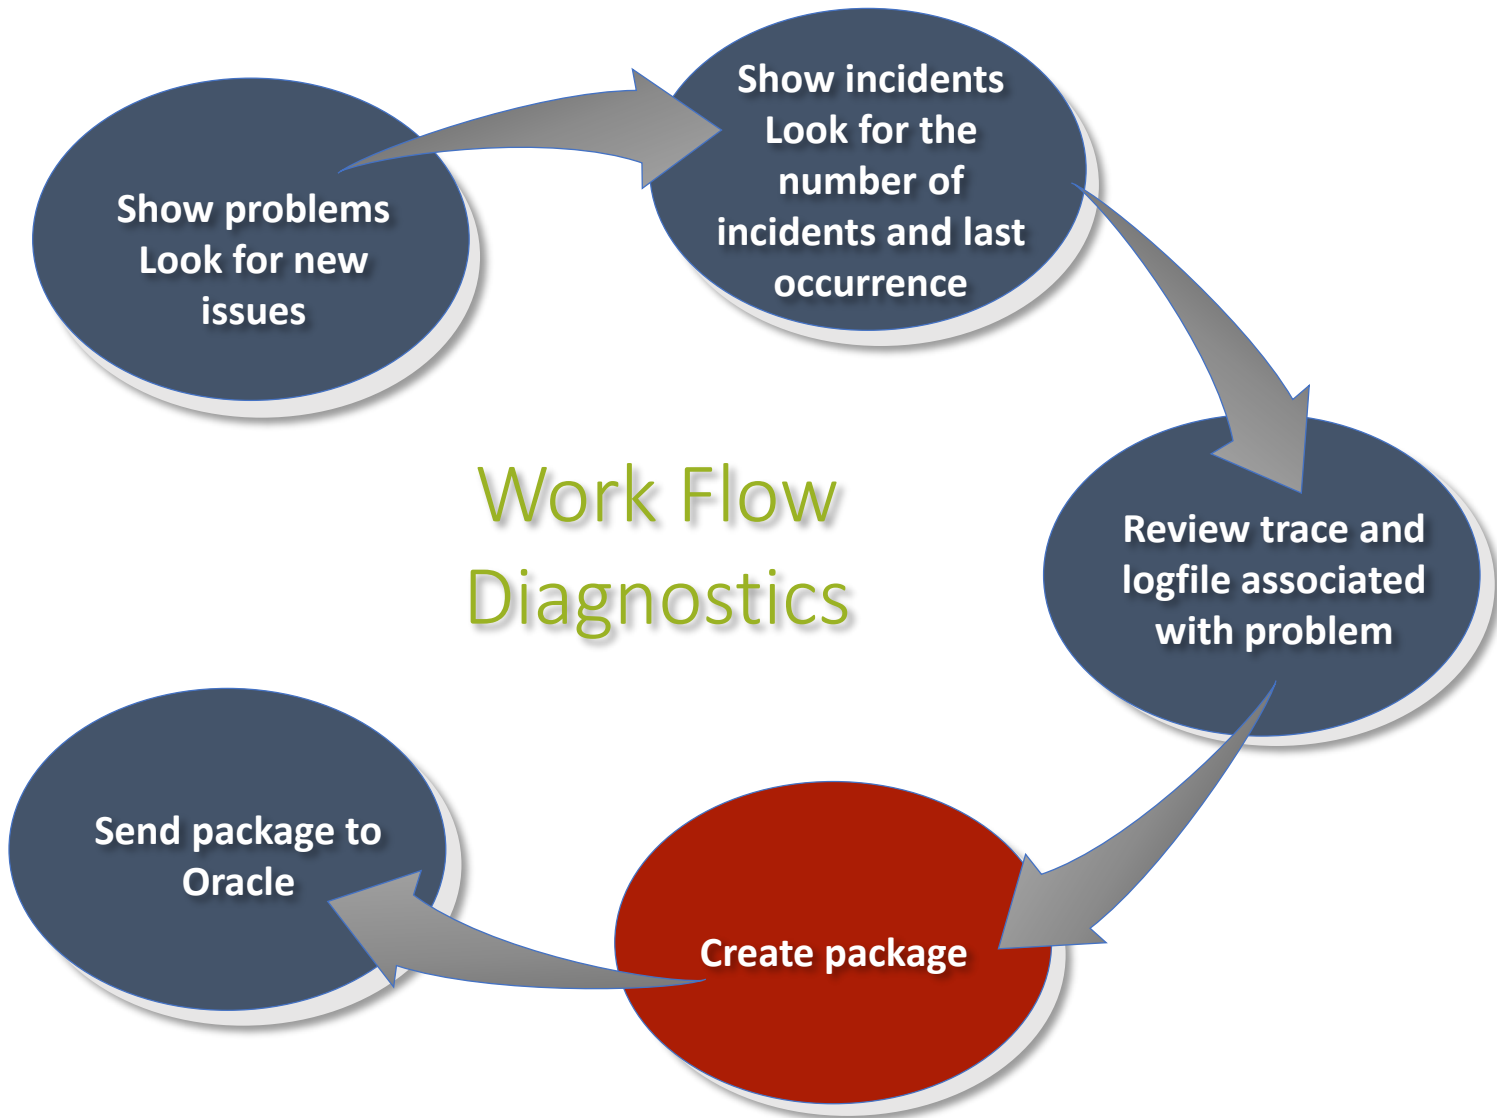 Show problems
Look for new
issues
Show incidents
Look for the
number of
incidents and last
occurrence
Review trace and
logfile associated
with problem
Create package
Send package to
Oracle
Work Flow
Diagnostics